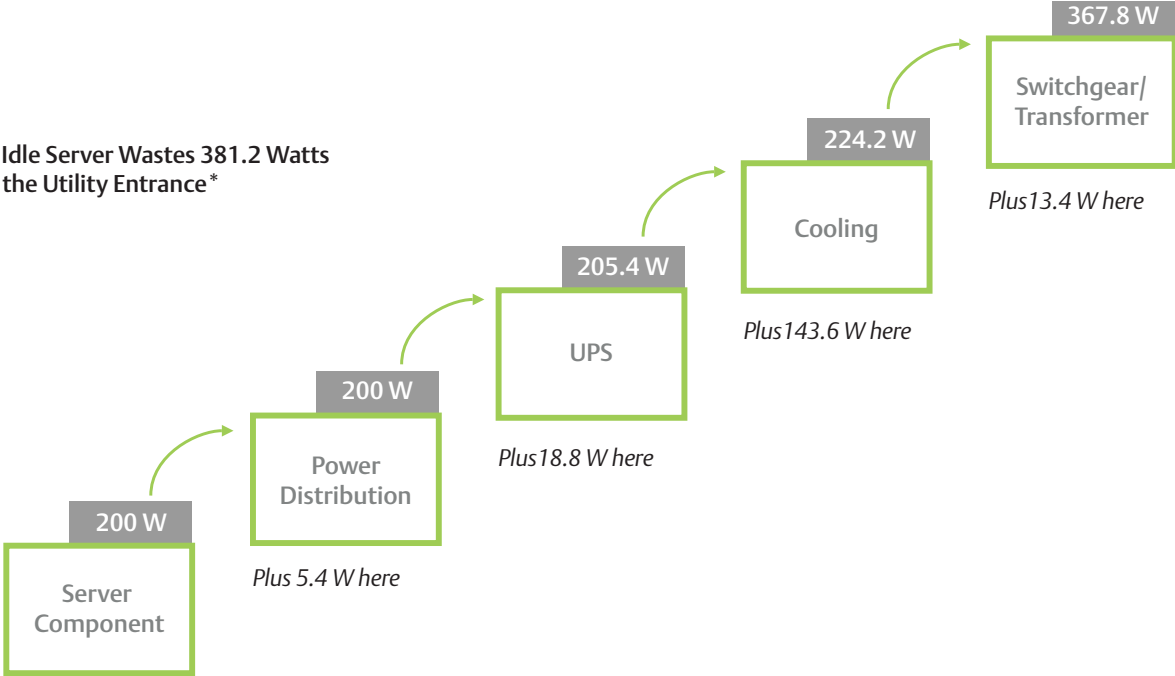 367.8 W
Switchgear/
Transformer
Plus13.4 W here
Idle Server Wastes 381.2 Watts
the Utility Entrance*
224.2 W
Cooling
Plus143.6 W here
205.4 W
UPS
Plus18.8 W here
200 W
Power
Distribution
Plus 5.4 W here
200 W
Server
Component